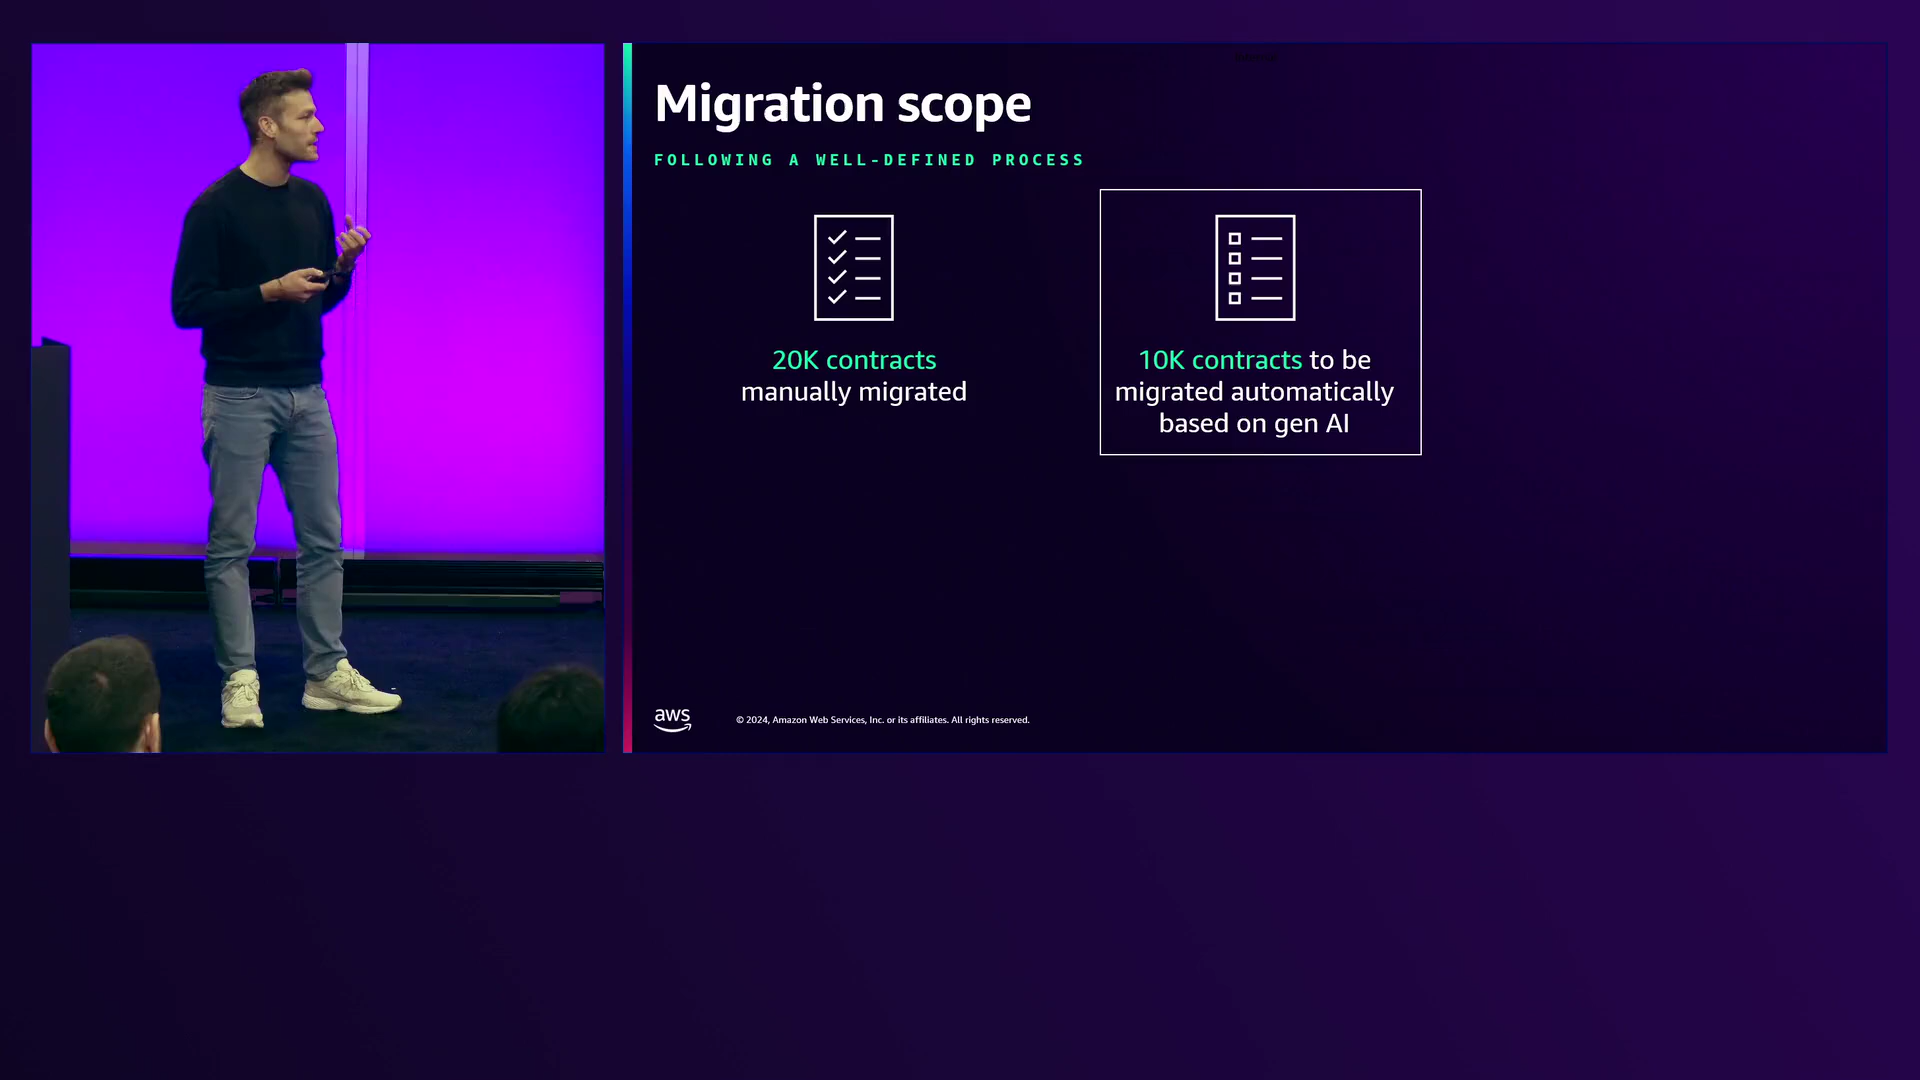 Migration scope
FOLLOWING A WELL-DEFINED PROCESS
20K contracts
manually migrated
10K contracts to be
migrated automatically
based on gen AI
aws
© 2024, Amazon Web Services, Inc. or its affiliates. All rights reserved.